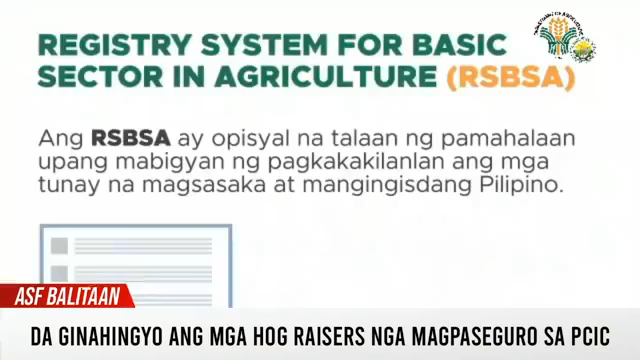 REGISTRY SYSTEM FOR BASIC
SECTOR IN AGRICULTURE (RSBSA)
Ang RSBSA ay opisyal na talaan ng pamahalaan
upang mabigyan ng pagkakakilanlan ang mga
tunay na magsasaka at mangingisdang Pilipino.
ASF BALITAAN
DA GINAHINGYO ANG MGA HOG RAISERS NGA MAGPASEGURO SA PCIC